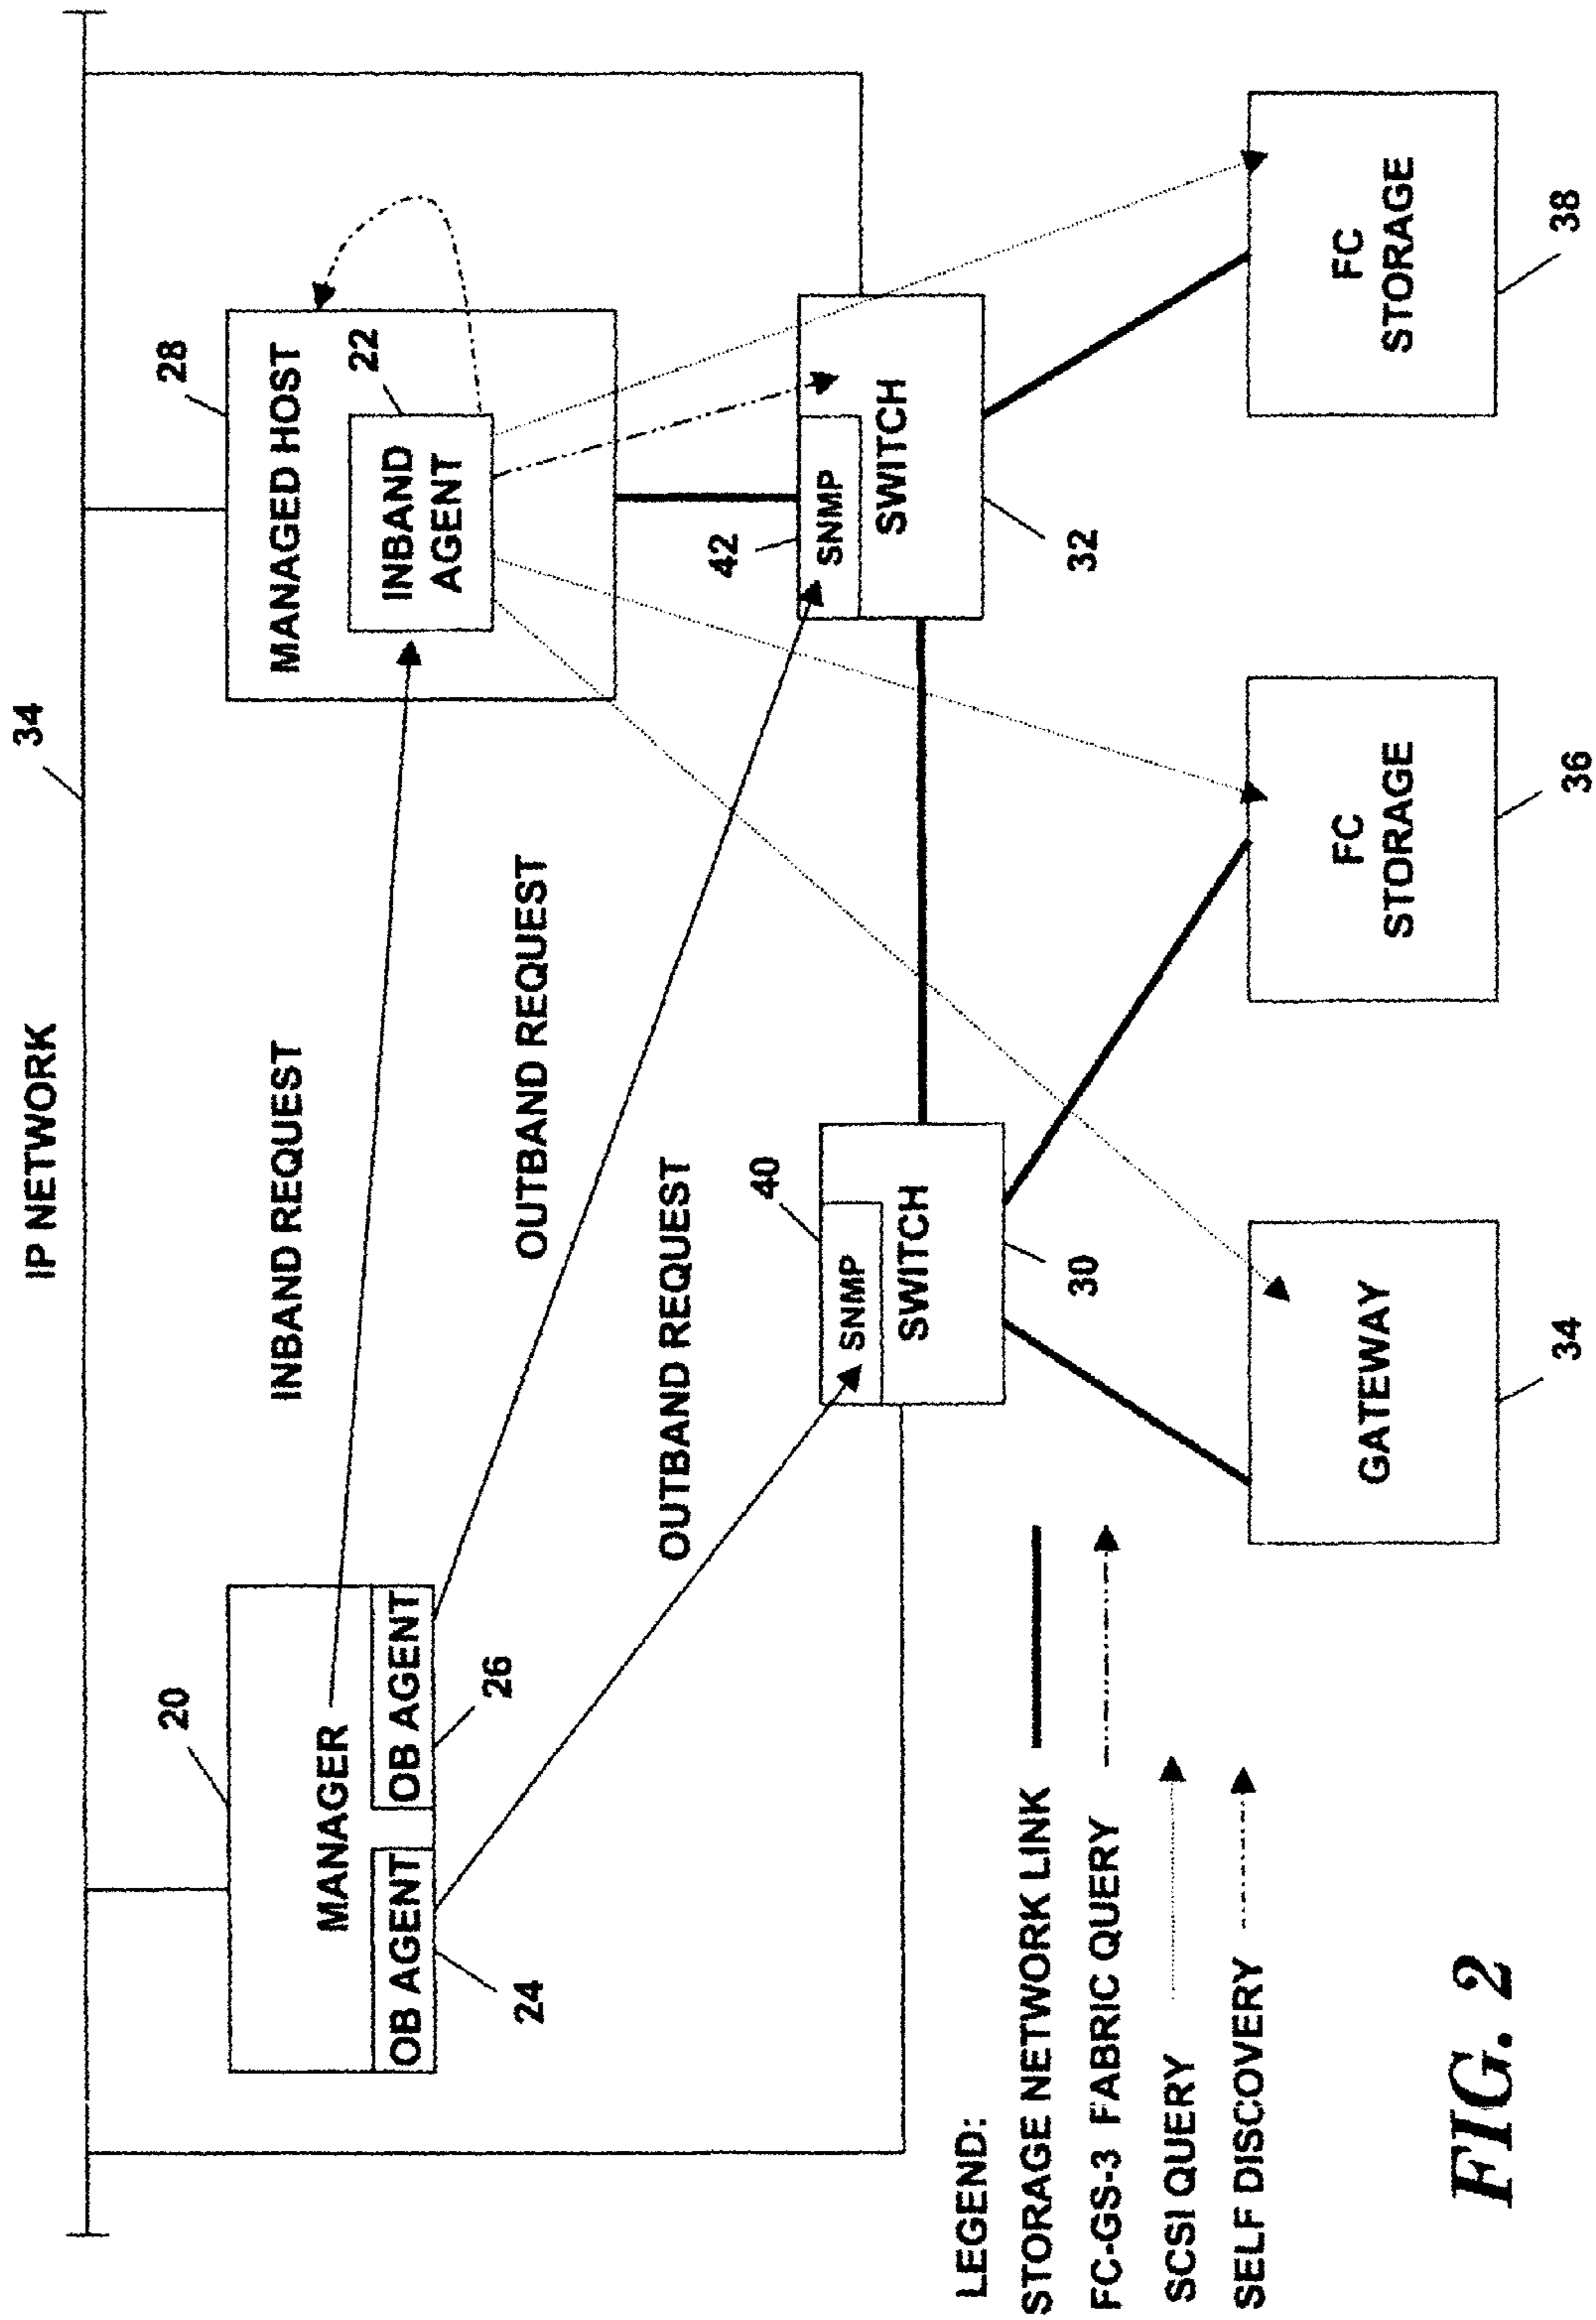 IP NETWORK
34
20
MANAGER
OB AGENT
OB AGENT
24
26
INBAND REQUEST
OUTBAND REQUEST
OUTBAND REQUEST
28
MANAGED HOST
22
INBAND
AGENT
40
SNMP
SWITCH
30
42
SNMP
SWITCH
32
GATEWAY
34
FC
STORAGE
36
FC
STORAGE
38
LEGEND:
STORAGE NETWORK LINK
FC-GS-3 FABRIC QUERY
SCSI QUERY
SELF DISCOVERY
FIG. 2